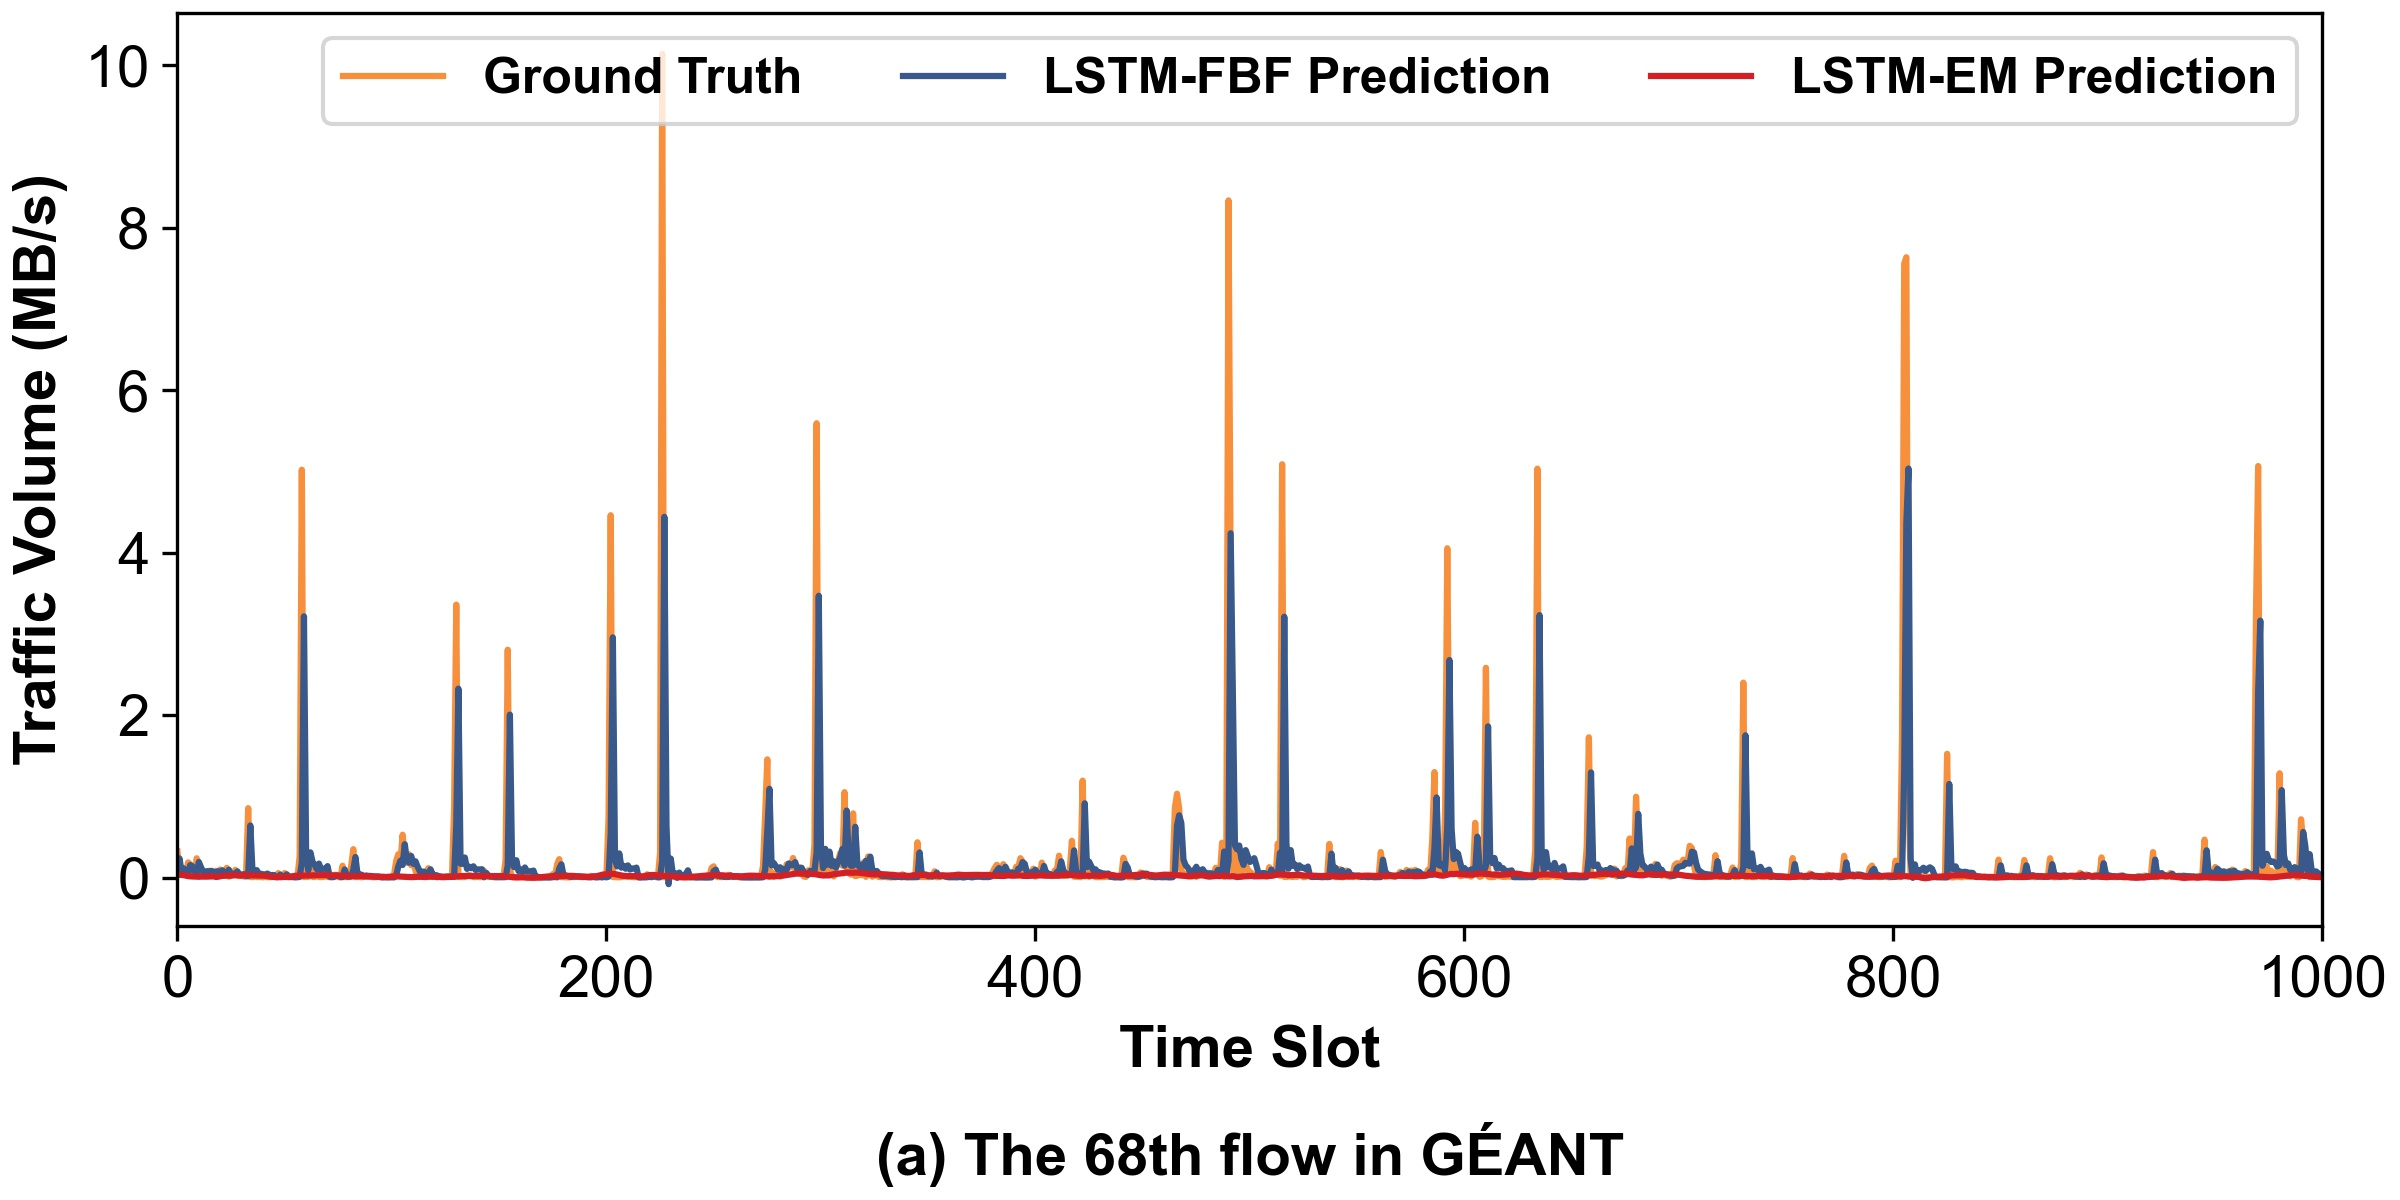 Ground Truth LSTM-FBF Prediction LSTM-EM Prediction
Traffic Volume (MB/s)
10
8
6
4
2
0
0 200 400 600 800 1000
Time Slot
(a) The 68th flow in GÉANT